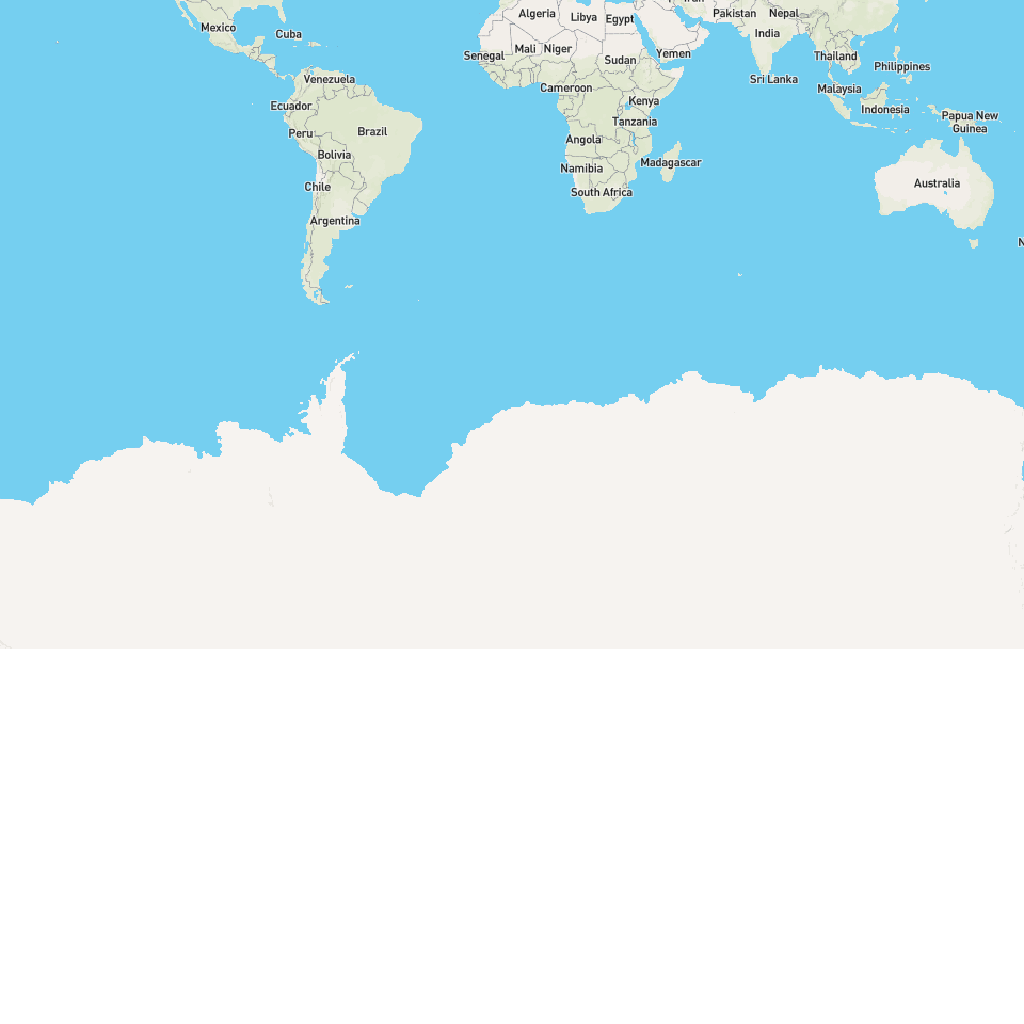 Algeria
Libya
Egypt
Pakistan
Nepal
Mexico
Cuba
India
Senegal
Mali
Niger
Sudan
Yemen
Thailand
Philippines
Venezuela
Cameroon
Sri Lanka
Malaysia
Ecuador
Kenya
Indonesia
Papua New
Guinea
Peru
Brazil
Tanzania
Bolivia
Angola
Madagascar
Namibia
Chile
South Africa
Australia
Argentina